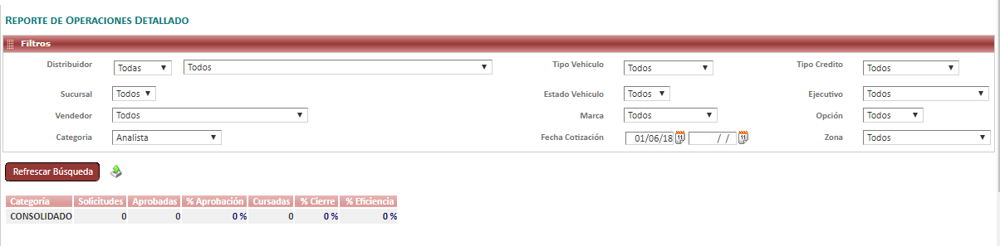 REPORTE DE OPERACIONES DETALLADO
Filtros
Distribuidor Todas Todos Tipo Vehiculo Todos Tipo Credito Todos
Sucursal Todos Estado Vehiculo Todos Ejecutivo Todos
Vendedor Todos Marca Todos Opción Todos
Categoria Analista Fecha Cotización 01/06/18 11 / / 11 Zona Todos
Refrescar Búsqueda
Categoria Solicitudes Aprobadas % Aprobación Cursadas % Cierre % Eficiencia
CONSOLIDADO 0 0 0 % 0 0 % 0 %